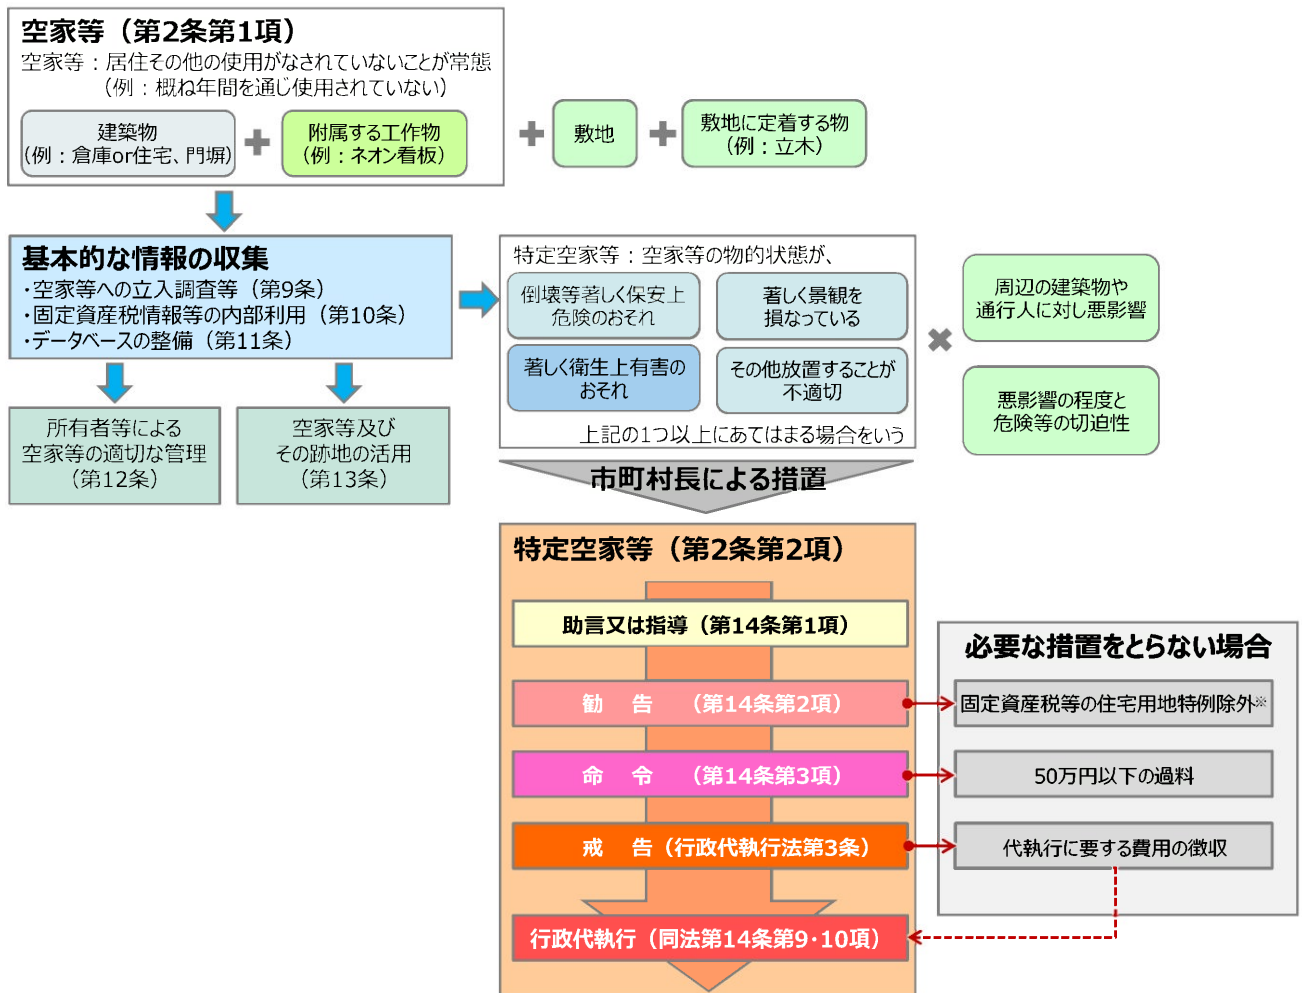 空家等（第2条第1項）
空家等：居住その他の使用がなされていないことが常態
（例：概ね年間を通じ使用されていない）
建築物
（例：倉庫or住宅、門塀）
附属する工作物
（例：ネオン看板）
敷地
敷地に定着する物
（例：立木）
基本的な情報の収集
・空家等への立入調査等（第9条）
・固定資産税情報等の内部利用（第10条）
・データベースの整備（第11条）
特定空家等：空家等の物的状態が、
倒壊等著しく保安上
危険のおそれ
著しく景観を
損なっている
著しく衛生上有害の
おそれ
その他放置することが
不適切
上記の1つ以上にあてはまる場合をいう
周辺の建築物や
通行人に対し悪影響
悪影響の程度と
危険等の切迫性
所有者等による
空家等の適切な管理
（第12条）
空家等及び
その跡地の活用
（第13条）
市町村長による措置
特定空家等（第2条第2項）
助言又は指導（第14条第1項）
勧　告　（第14条第2項）
命　令　（第14条第3項）
戒　告（行政代執行法第3条）
行政代執行（同法第14条第9・10項）
必要な措置をとらない場合
固定資産税等の住宅用地特例除外※
50万円以下の過料
代執行に要する費用の徴収